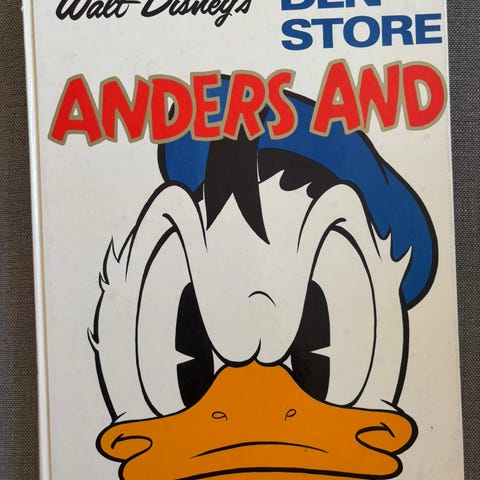 Walt Disney's
DEN
STORE
ANDERS AND